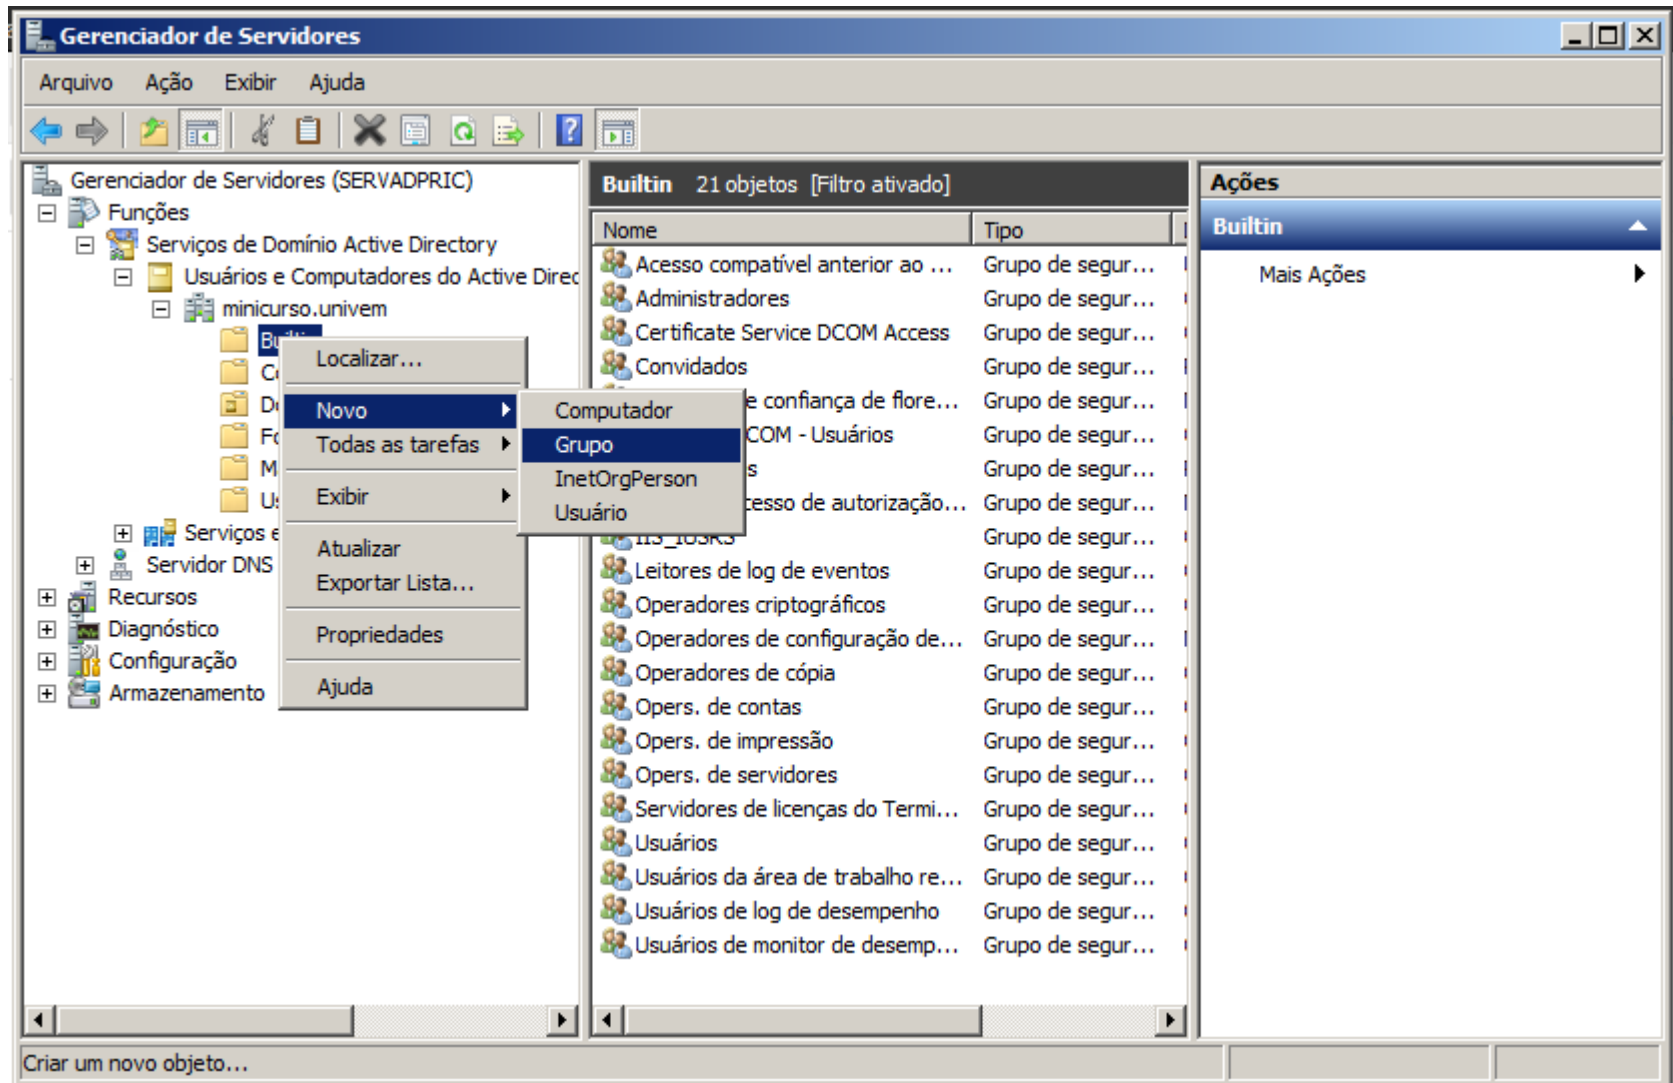 Gerenciador de Servidores
Arquivo Ação Exibir Ajuda
Gerenciador de Servidores (SERVADPRIC)
Funções
Serviços de Domínio Active Directory
Usuários e Computadores do Active Direc
minicurso.univem
Serviços e
Servidor DNS
Recursos
Diagnóstico
Configuração
Armazenamento
Localizar...
Novo
Todas as tarefas
Exibir
Atualizar
Exportar Lista...
Propriedades
Ajuda
Computador
Grupo
InetOrgPerson
Usuário
Builtin 21 objetos [Filtro ativado]
Nome Tipo
Acesso compatível anterior ao ... Grupo de segur...
Administradores Grupo de segur...
Certificate Service DCOM Access Grupo de segur...
Convidados Grupo de segur...
e confiança de flore... Grupo de segur...
COM - Usuários Grupo de segur...
s Grupo de segur...
cesso de autorização... Grupo de segur...
IIS_IUSRS Grupo de segur...
Leitores de log de eventos Grupo de segur...
Operadores criptográficos Grupo de segur...
Operadores de configuração de... Grupo de segur...
Operadores de cópia Grupo de segur...
Opers. de contas Grupo de segur...
Opers. de impressão Grupo de segur...
Opers. de servidores Grupo de segur...
Servidores de licenças do Termi... Grupo de segur...
Usuários Grupo de segur...
Usuários da área de trabalho re... Grupo de segur...
Usuários de log de desempenho Grupo de segur...
Usuários de monitor de desemp... Grupo de segur...
Ações
Builtin
Mais Ações
Criar um novo objeto...